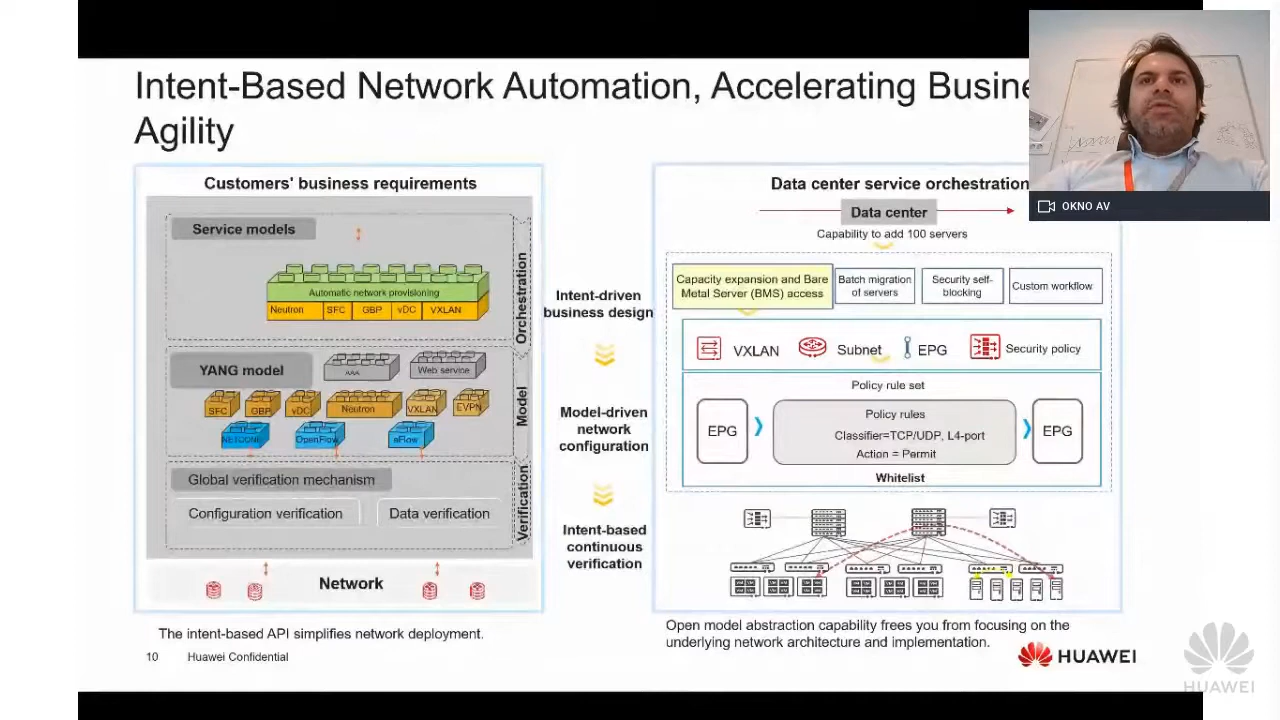 Intent-Based Network Automation, Accelerating Busine
Agility
OKNO AV
Customers' business requirements
Service models
Automatic network provisioning
Neutron SFC GBP vDC VXLAN
Orchestration
YANG model
AAA
Web service
SFC GBP vDC Neutron VXLAN EVPN
NETCONF OpenFlow eFlow
Model
Global verification mechanism
Configuration verification
Data verification
Verification
Network
The intent-based API simplifies network deployment.
Intent-driven
business design
Model-driven
network
configuration
Intent-based
continuous
verification
Data center service orchestration
Data center
Capability to add 100 servers
Capacity expansion and Bare
Metal Server (BMS) access
Batch migration
of servers
Security self-
blocking
Custom workflow
VXLAN Subnet EPG Security policy
Policy rule set
EPG
Policy rules
Classifier=TCP/UDP, L4-port
Action = Permit
EPG
Whitelist
Open model abstraction capability frees you from focusing on the
underlying network architecture and implementation.
10 Huawei Confidential
HUAWEI
HUAWEI